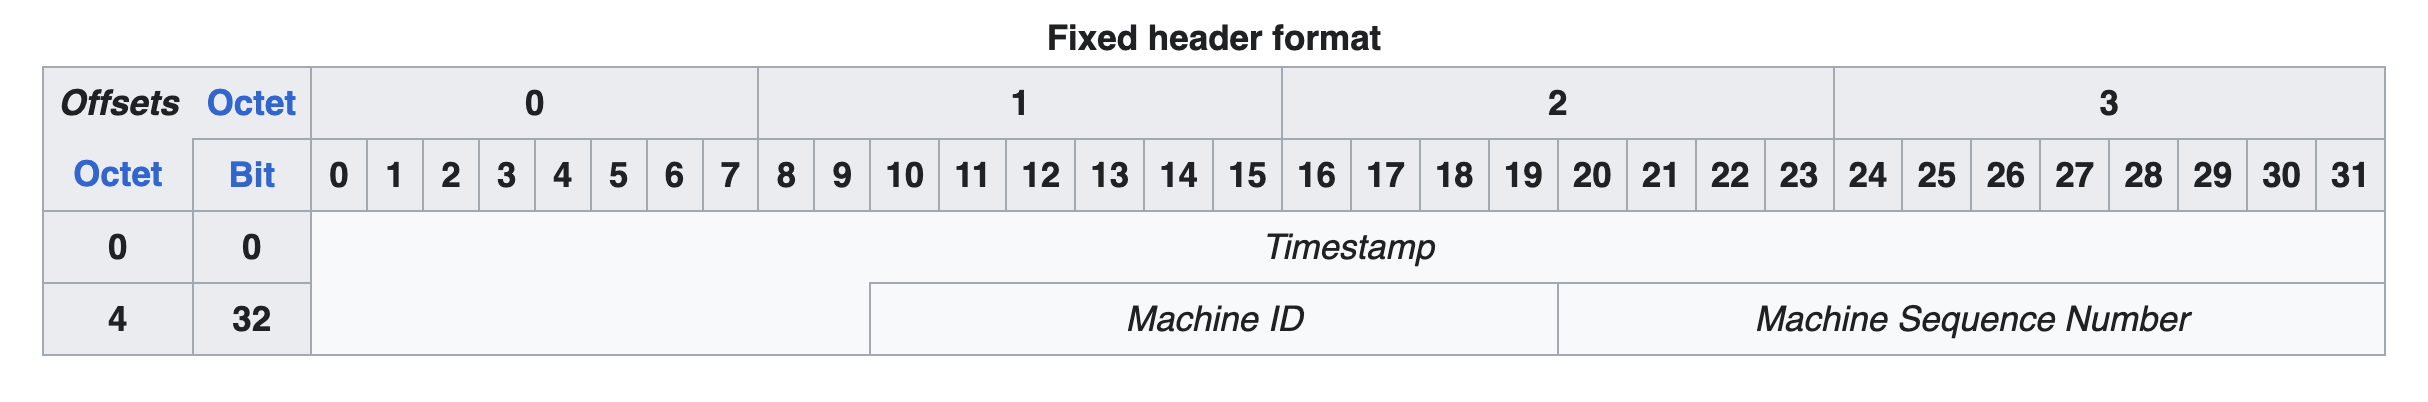 Fixed header format
Offsets Octet 0 1 2 3
Octet Bit 0 1 2 3 4 5 6 7 8 9 10 11 12 13 14 15 16 17 18 19 20 21 22 23 24 25 26 27 28 29 30 31
0 0 Timestamp
4 32 Machine ID Machine Sequence Number